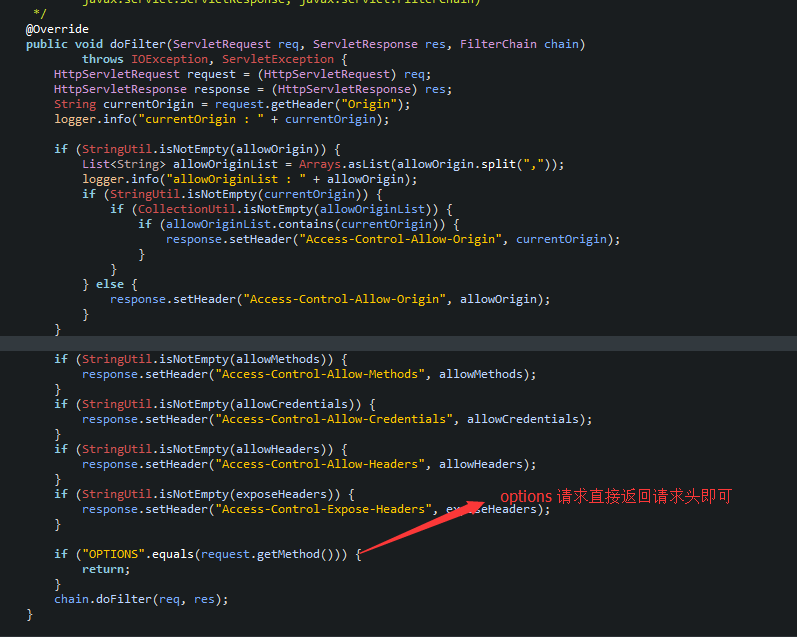 javax.servlet.ServletResponse, javax.servlet.FilterChain)
*/
@Override
public void doFilter(ServletRequest req, ServletResponse res, FilterChain chain)
throws IOException, ServletException {
HttpServletRequest request = (HttpServletRequest) req;
HttpServletResponse response = (HttpServletResponse) res;
String currentOrigin = request.getHeader("Origin");
logger.info("currentOrigin : " + currentOrigin);
if (StringUtil.isNotEmpty(allowOrigin)) {
List<String> allowOriginList = Arrays.asList(allowOrigin.split(","));
logger.info("allowOriginList : " + allowOrigin);
if (StringUtil.isNotEmpty(currentOrigin)) {
if (CollectionUtil.isNotEmpty(allowOriginList)) {
if (allowOriginList.contains(currentOrigin)) {
response.setHeader("Access-Control-Allow-Origin", currentOrigin);
}
}
} else {
response.setHeader("Access-Control-Allow-Origin", allowOrigin);
}
}
if (StringUtil.isNotEmpty(allowMethods)) {
response.setHeader("Access-Control-Allow-Methods", allowMethods);
}
if (StringUtil.isNotEmpty(allowCredentials)) {
response.setHeader("Access-Control-Allow-Credentials", allowCredentials);
}
if (StringUtil.isNotEmpty(allowHeaders)) {
response.setHeader("Access-Control-Allow-Headers", allowHeaders);
}
if (StringUtil.isNotEmpty(exposeHeaders)) {
options 请求直接返回请求头即可
response.setHeader("Access-Control-Expose-Headers", exposeHeaders);
}
if ("OPTIONS".equals(request.getMethod())) {
return;
}
chain.doFilter(req, res);
}